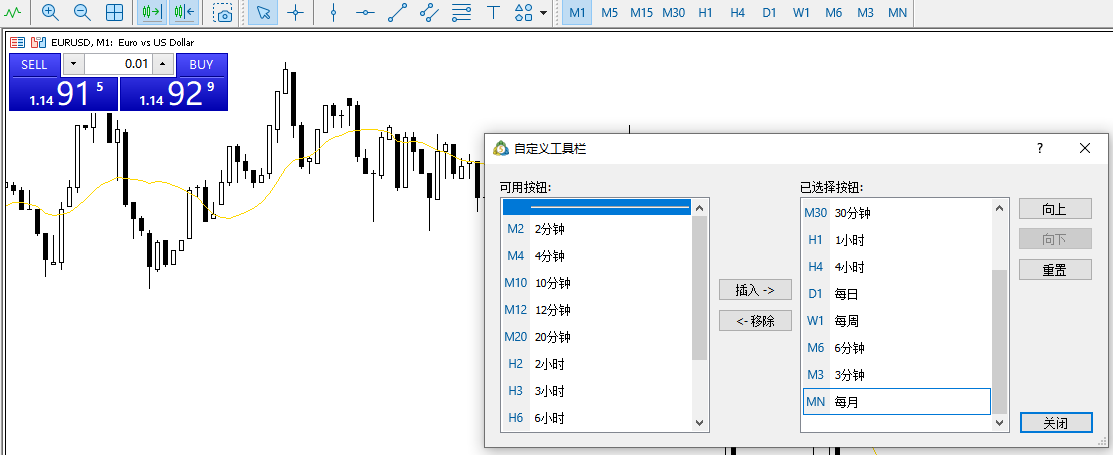 M1 M5 M15 M30 H1 H4 D1 W1 M6 M3 MN
EURUSD, M1: Euro vs US Dollar
SELL 0.01 BUY
1.14 91 5 1.14 92 9
自定义工具栏
可用按钮:
M2 2分钟
M4 4分钟
M10 10分钟
M12 12分钟
M20 20分钟
H2 2小时
H3 3小时
H6 6小时
插入 ->
<- 移除
已选择按钮:
M30 30分钟
H1 1小时
H4 4小时
D1 每日
W1 每周
M6 6分钟
M3 3分钟
MN 每月
向上
向下
重置
关闭